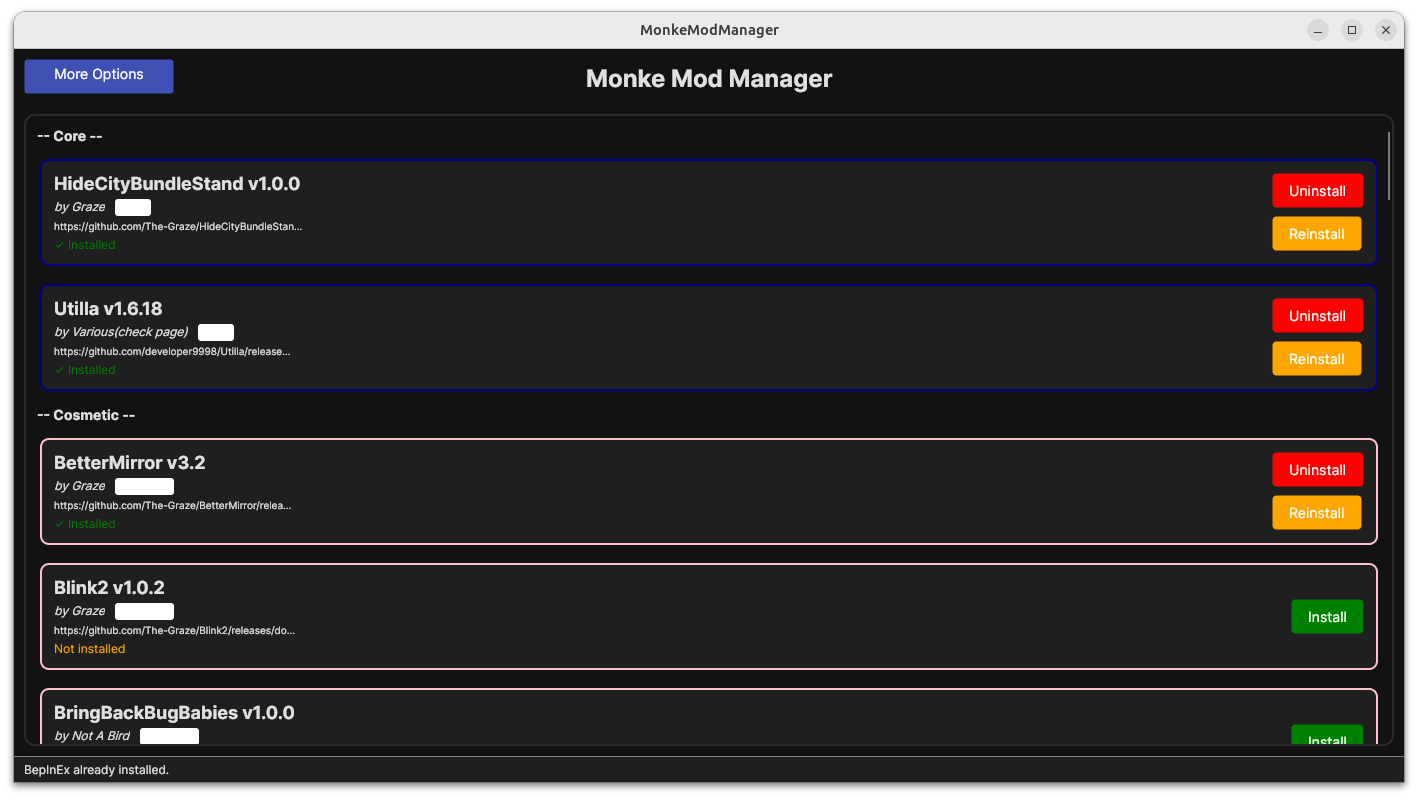 MonkeModManager
More Options
Monke Mod Manager
-- Core --
HideCityBundleStand v1.0.0
by Graze
https://github.com/The-Graze/HideCityBundleStan...
✓ Installed
Uninstall
Reinstall
Utilla v1.6.18
by Various(check page)
https://github.com/developer9998/Utilla/release...
✓ Installed
Uninstall
Reinstall
-- Cosmetic --
BetterMirror v3.2
by Graze
https://github.com/The-Graze/BetterMirror/relea...
✓ Installed
Uninstall
Reinstall
Blink2 v1.0.2
by Graze
https://github.com/The-Graze/Blink2/releases/do...
Not installed
Install
BringBackBugBabies v1.0.0
by Not A Bird
Install
BepInEx already installed.